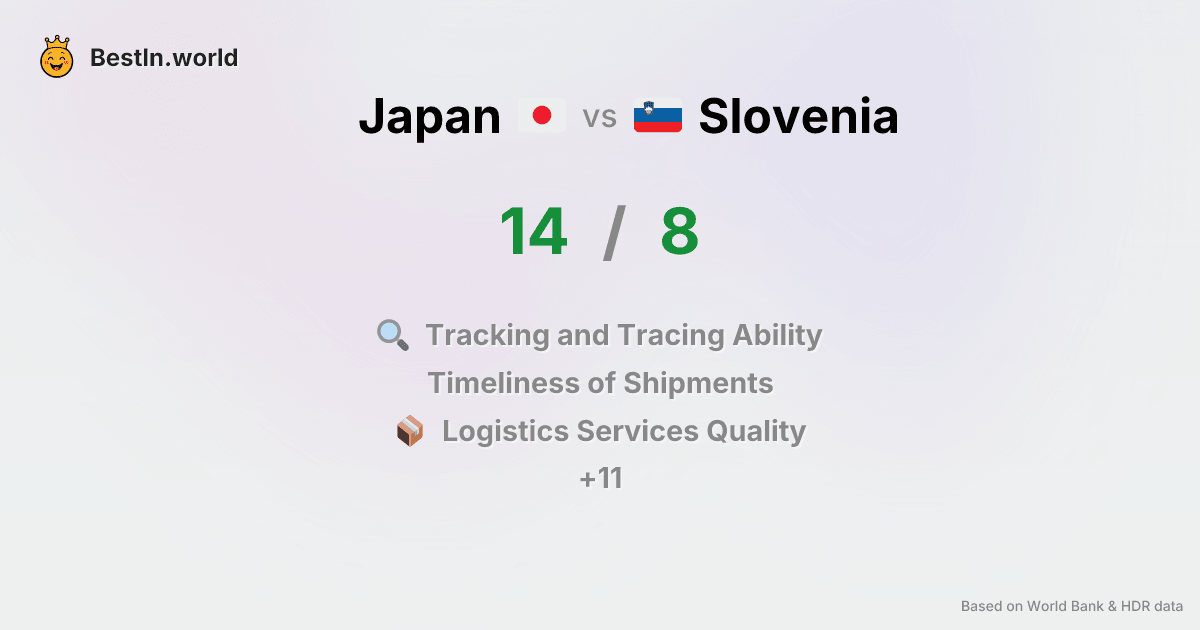 BestIn.world
Japan vs Slovenia
14 / 8
Tracking and Tracing Ability
Timeliness of Shipments
Logistics Services Quality
+11
Based on World Bank & HDR data